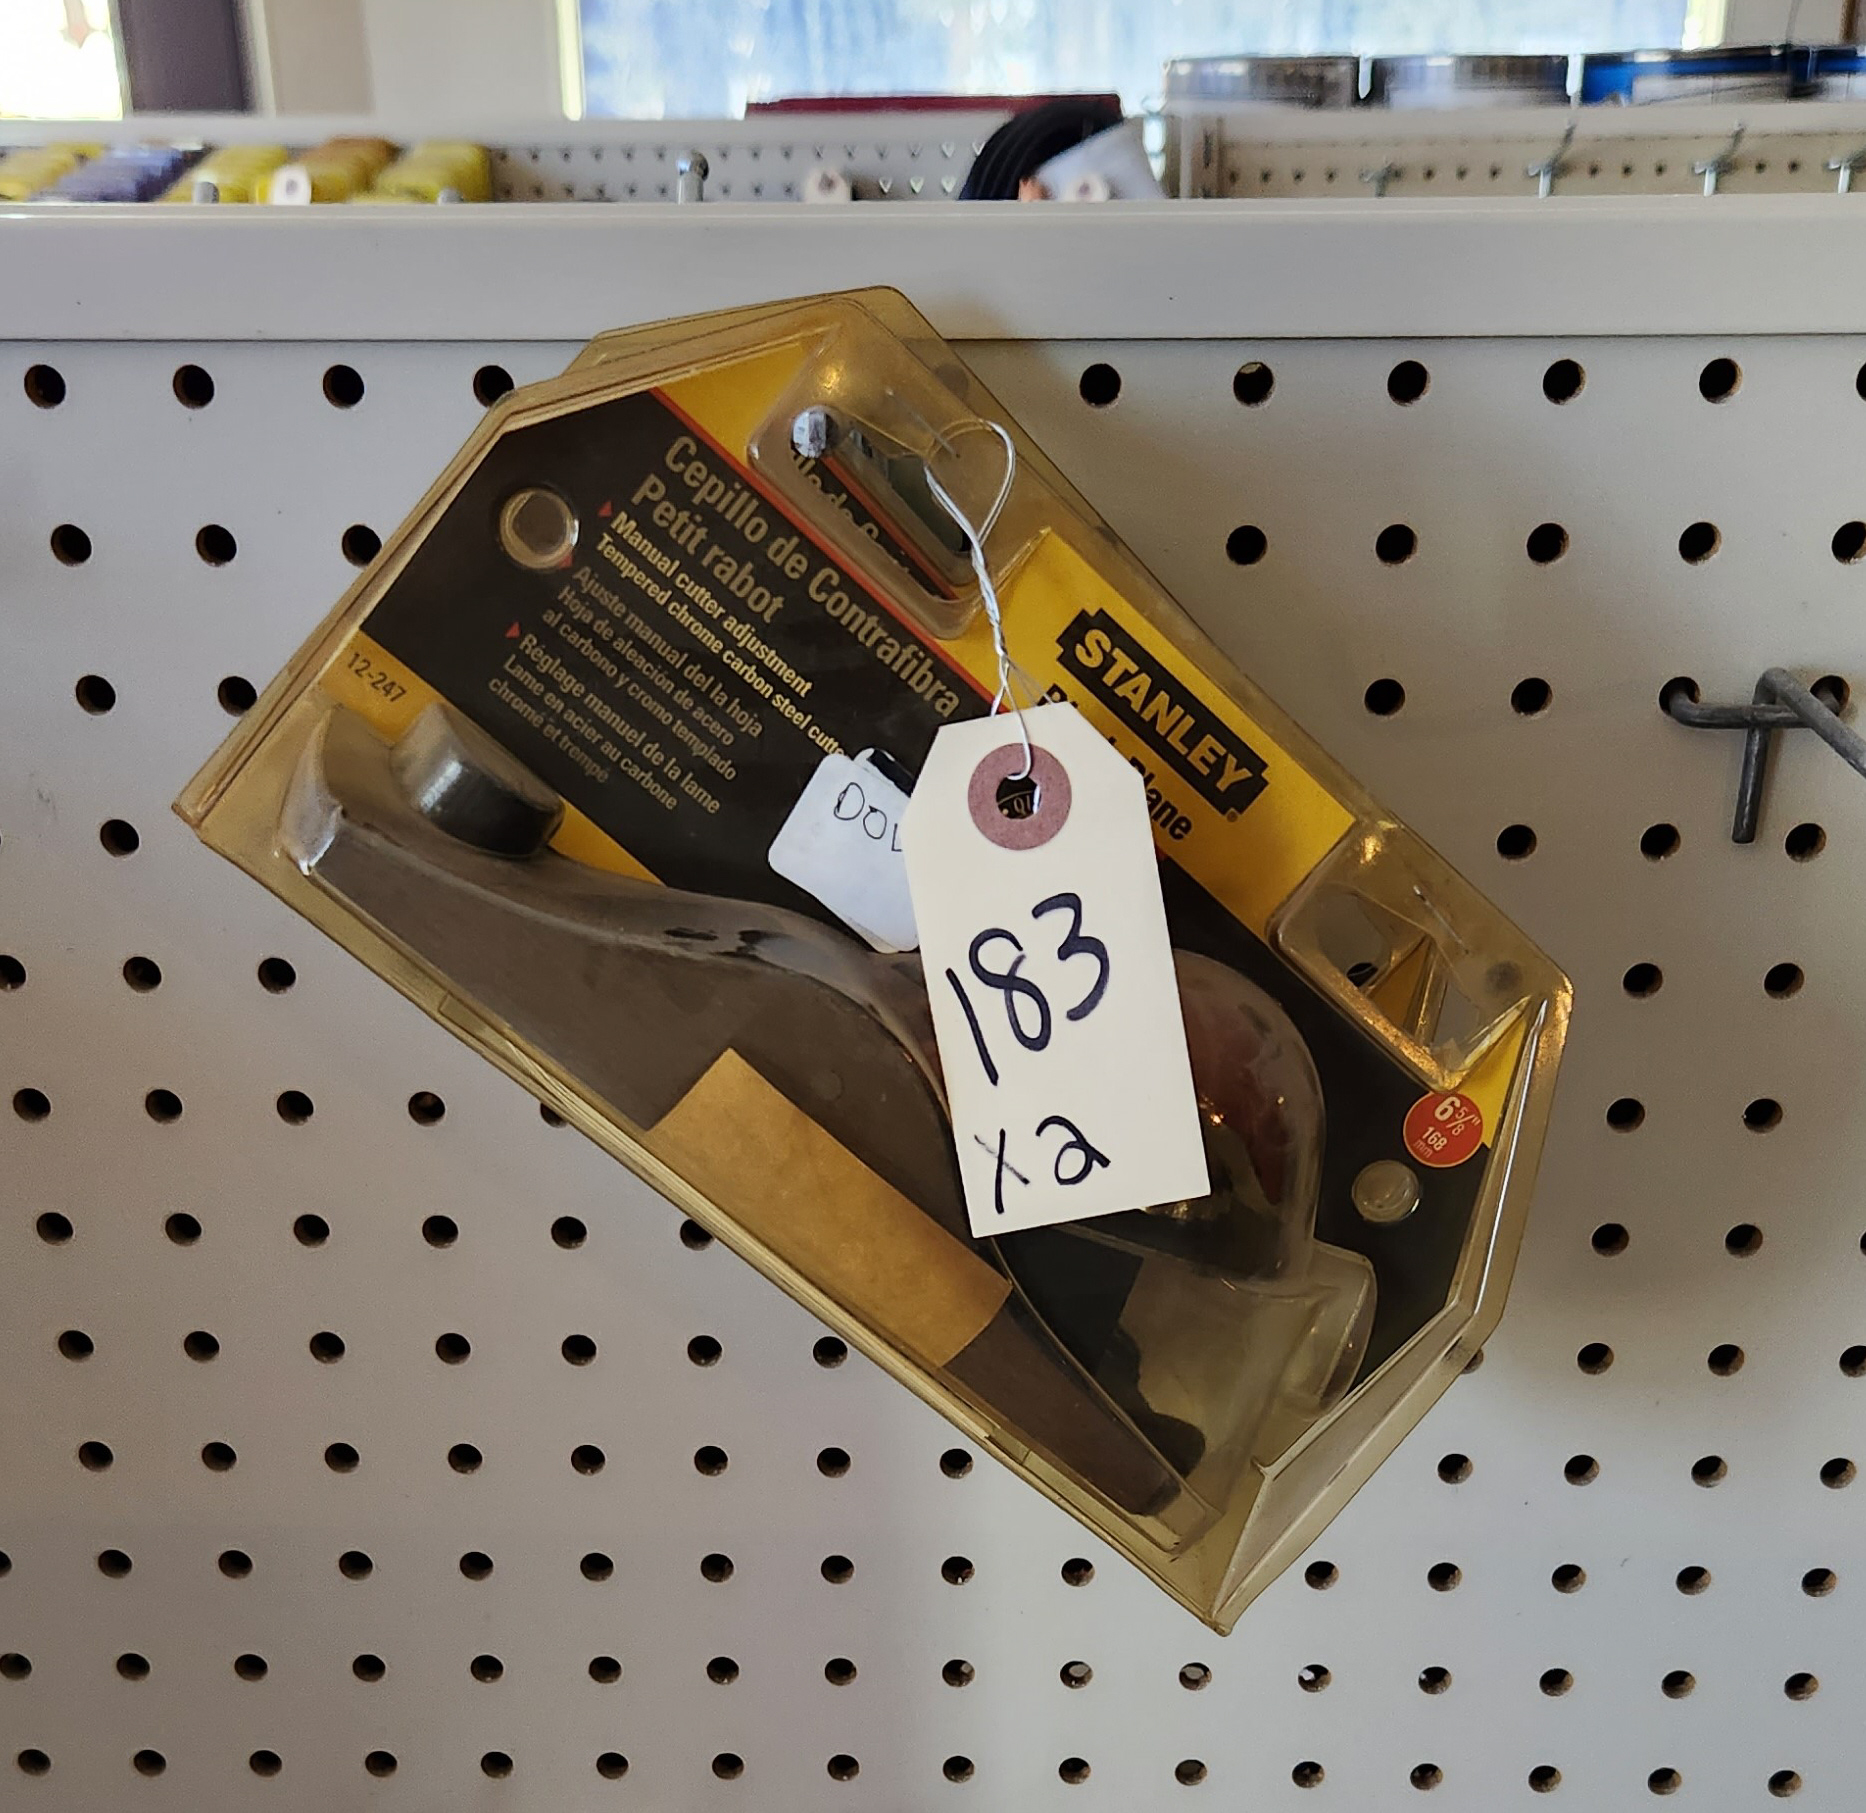 Cepillo de Contrafibra
Petit rabot
Manual cutter adjustment
Tempered chrome carbon steel
Ajuste manual del la hoja
Hoja de aleación de acero
al carbono y cromo templado
Réglage manuel de la lame
Lame en acier au carbone
chromé et trempé
12-247
STANLEY®
6 5/8"
168
mm
183
x2